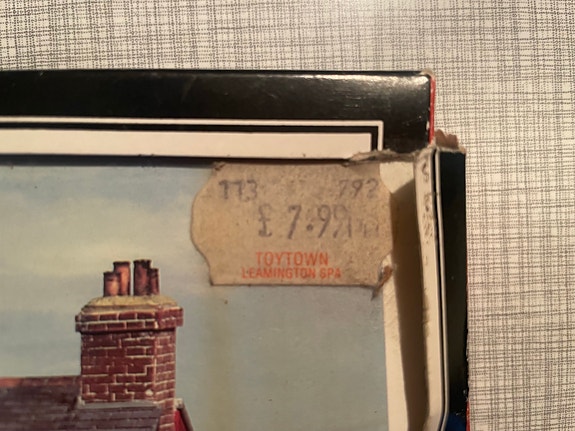 113 792
£7.99
TOYTOWN
LEAMINGTON SPA